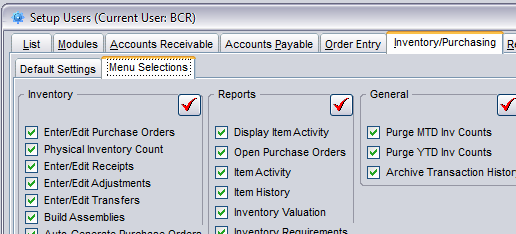 Setup Users (Current User: BCR)
List Modules Accounts Receivable Accounts Payable Order Entry Inventory/Purchasing
Default Settings Menu Selections
Inventory
Enter/Edit Purchase Orders
Physical Inventory Count
Enter/Edit Receipts
Enter/Edit Adjustments
Enter/Edit Transfers
Build Assemblies
Auto-Generate Purchase Orders
Reports
Display Item Activity
Open Purchase Orders
Item Activity
Item History
Inventory Valuation
Inventory Requirements
General
Purge MTD Inv Counts
Purge YTD Inv Counts
Archive Transaction History